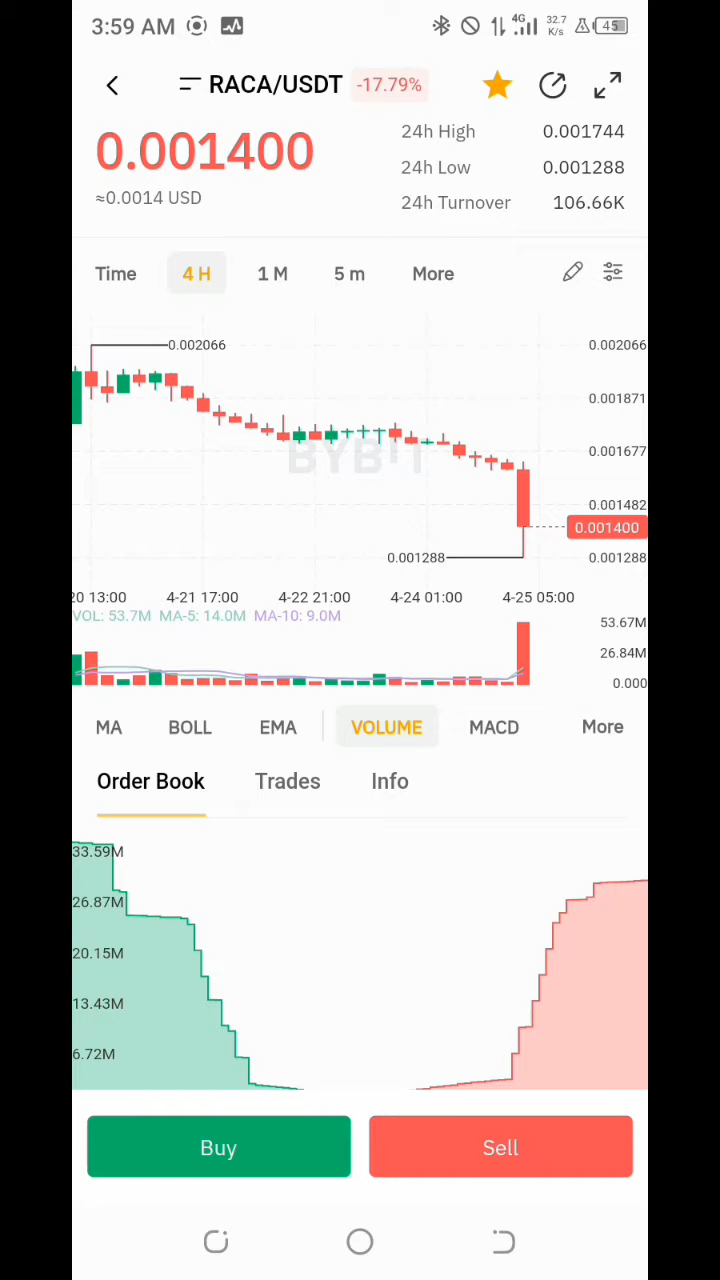 3:59 AM 4G 32.7 K/s 45
RACA/USDT -17.79%
0.001400
≈0.0014 USD
24h High 0.001744
24h Low 0.001288
24h Turnover 106.66K
Time 4 H 1 M 5 m More
0.002066 0.002066
0.001871
BYBIT 0.001677
0.001482
0.001400
0.001288 0.001288
20 13:00 4-21 17:00 4-22 21:00 4-24 01:00 4-25 05:00
VOL: 53.7M MA-5: 14.0M MA-10: 9.0M 53.67M
26.84M
0.000
MA BOLL EMA VOLUME MACD More
Order Book Trades Info
33.59M
26.87M
20.15M
13.43M
6.72M
Buy Sell